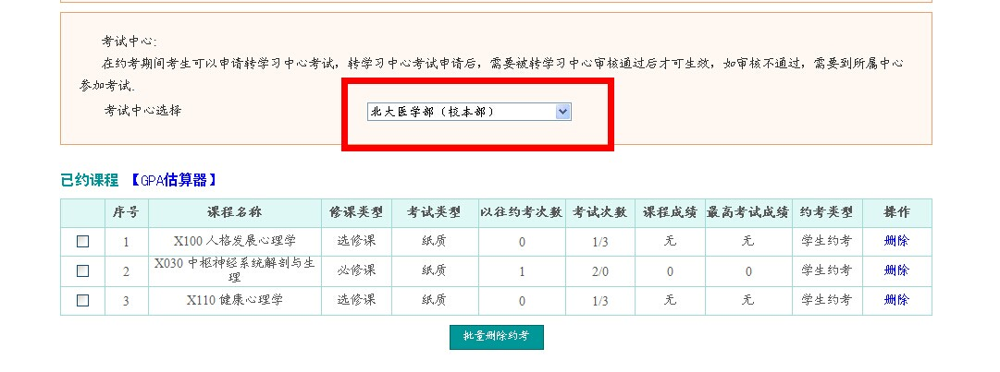 考试中心:
在约考期间考生可以申请转学习中心考试，转学习中心考试申请后，需要被转学习中心审核通过后才可生效，如审核不通过，需要到所属中心
参加考试.
考试中心选择 北大医学部（校本部）
已约课程 【GPA估算器】
序号 课程名称 修课类型 考试类型 以往约考次数 考试次数 课程成绩 最高考试成绩 约考类型 操作
1 X100 人格发展心理学 选修课 纸质 0 1/3 无 无 学生约考 删除
2 X030 中枢神经系统解剖与生理 必修课 纸质 1 2/0 0 0 学生约考 删除
3 X110 健康心理学 选修课 纸质 0 1/3 无 无 学生约考 删除
批量删除约考